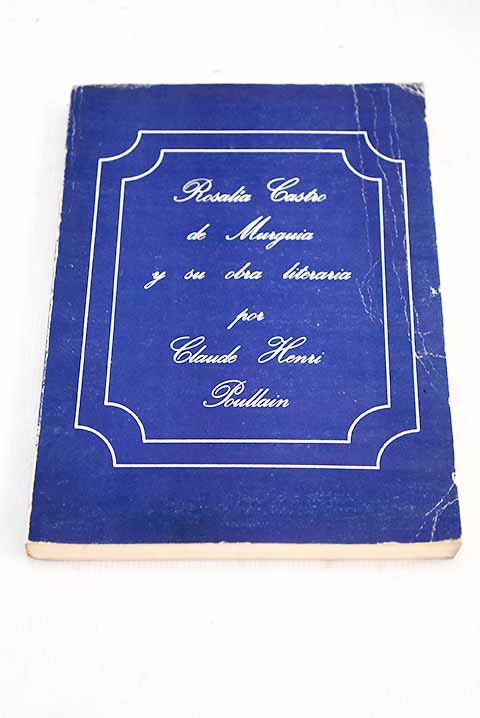 Rosalia Castro
de Murguia
y su obra literaria
por
Claude Henri
Poullain